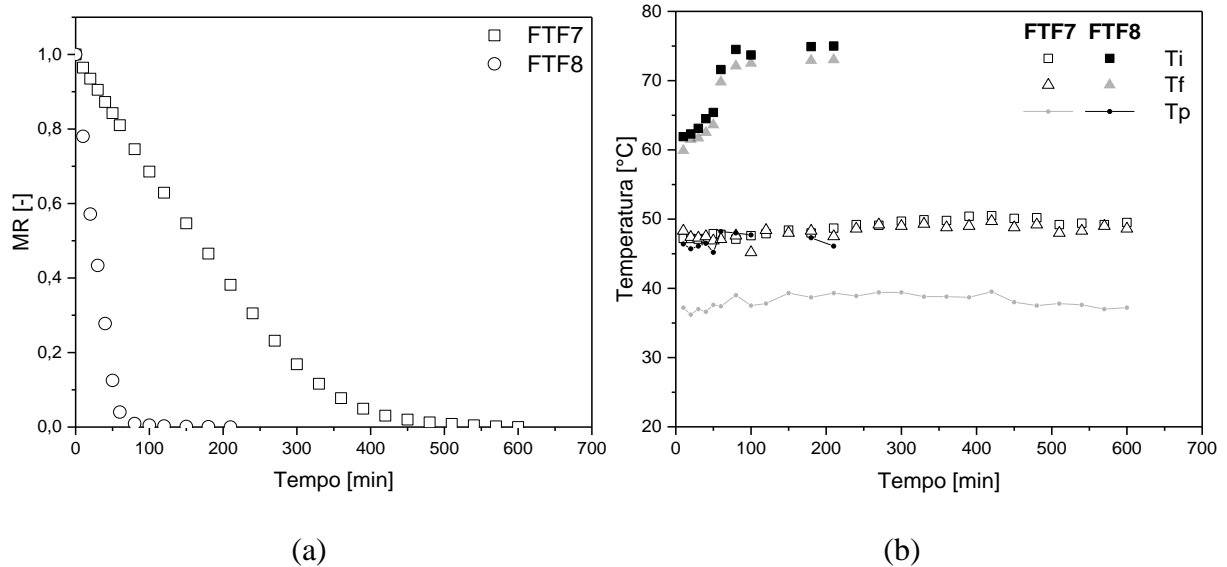 1,0
0,8
0,6
0,4
0,2
0,0
MR [-]
0 100 200 300 400 500 600 700
Tempo [min]
FTF7
FTF8
(a)
80
70
60
50
40
30
20
Temperatura [°C]
0 100 200 300 400 500 600 700
Tempo [min]
FTF7 FTF8
Ti
Tf
Tp
(b)